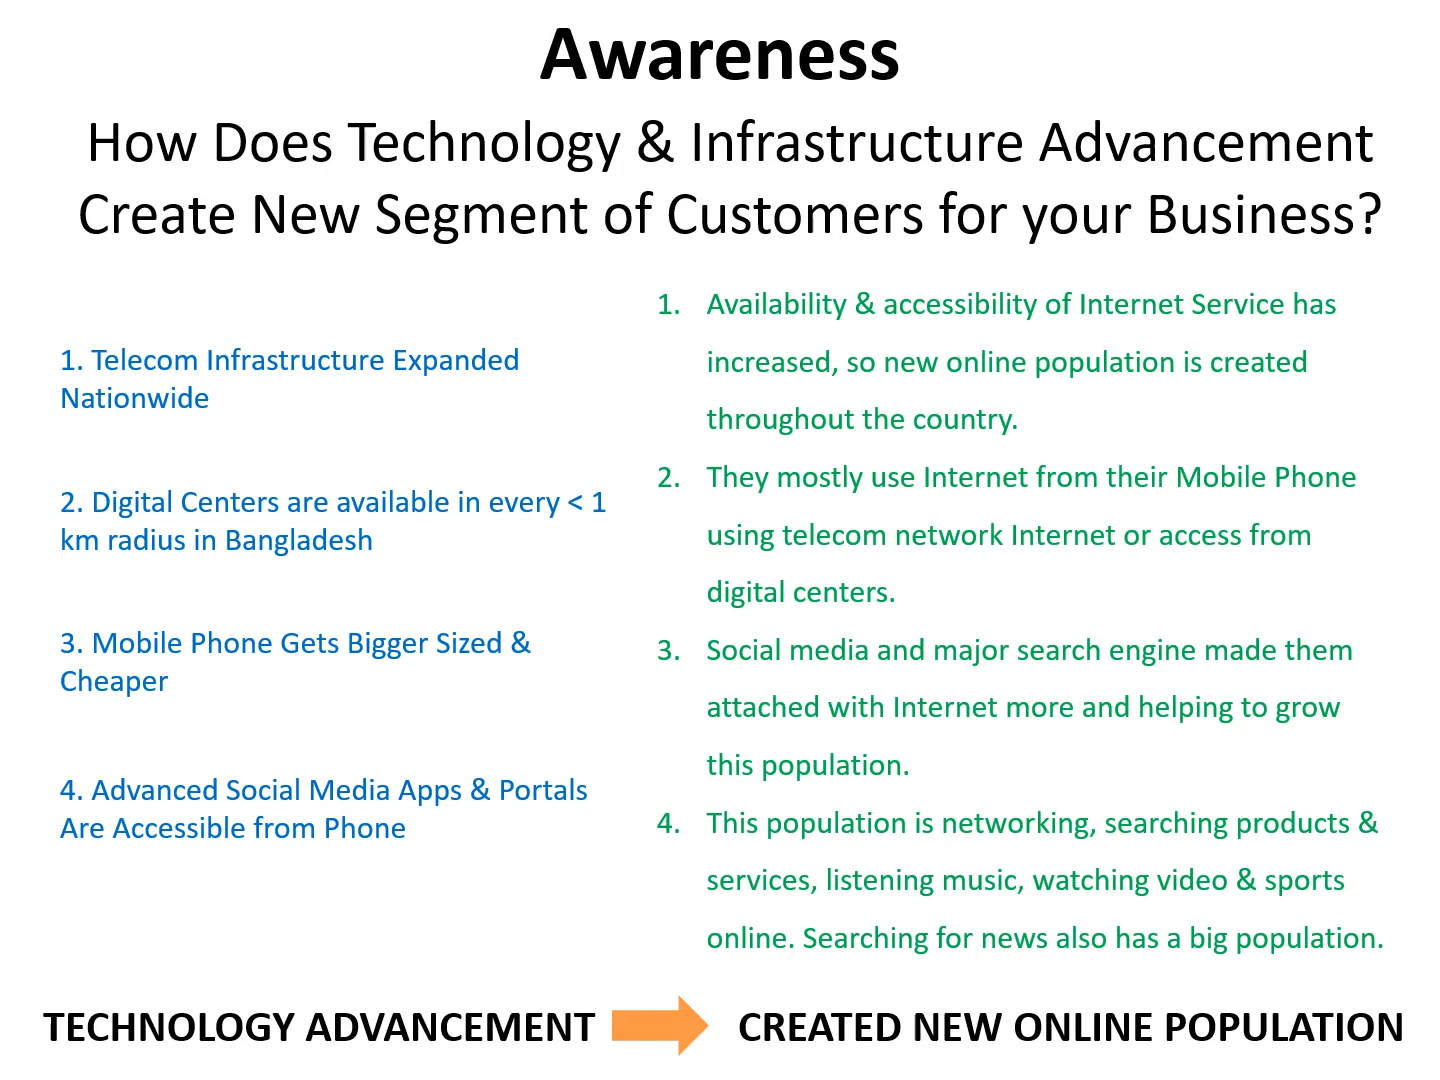 Awareness
How Does Technology & Infrastructure Advancement
Create New Segment of Customers for your Business?
1. Telecom Infrastructure Expanded
Nationwide
2. Digital Centers are available in every < 1
km radius in Bangladesh
3. Mobile Phone Gets Bigger Sized &
Cheaper
4. Advanced Social Media Apps & Portals
Are Accessible from Phone
1. Availability & accessibility of Internet Service has
increased, so new online population is created
throughout the country.
2. They mostly use Internet from their Mobile Phone
using telecom network Internet or access from
digital centers.
3. Social media and major search engine made them
attached with Internet more and helping to grow
this population.
4. This population is networking, searching products &
services, listening music, watching video & sports
online. Searching for news also has a big population.
TECHNOLOGY ADVANCEMENT
CREATED NEW ONLINE POPULATION